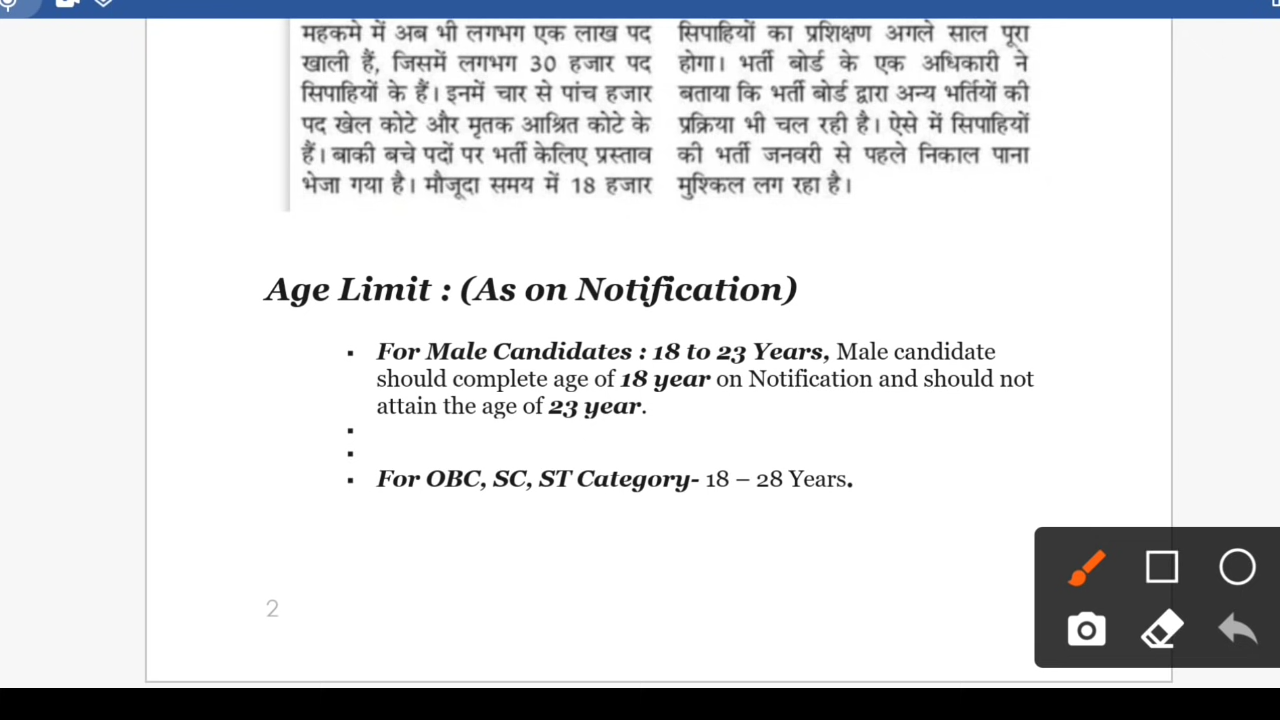 महकमे में अब भी लगभग एक लाख पद
खाली हैं, जिसमें लगभग 30 हजार पद
सिपाहियों के हैं। इनमें चार से पांच हजार
पद खेल कोटे और मृतक आश्रित कोटे के
हैं। बाकी बचे पदों पर भर्ती केलिए प्रस्ताव
भेजा गया है। मौजूदा समय में 18 हजार
सिपाहियों का प्रशिक्षण अगले साल पूरा
होगा। भर्ती बोर्ड के एक अधिकारी ने
बताया कि भर्ती बोर्ड द्वारा अन्य भर्तियों की
प्रक्रिया भी चल रही है। ऐसे में सिपाहियों
की भर्ती जनवरी से पहले निकाल पाना
मुश्किल लग रहा है।
Age Limit : (As on Notification)
For Male Candidates : 18 to 23 Years, Male candidate
should complete age of 18 year on Notification and should not
attain the age of 23 year.
For OBC, SC, ST Category- 18 – 28 Years.
2